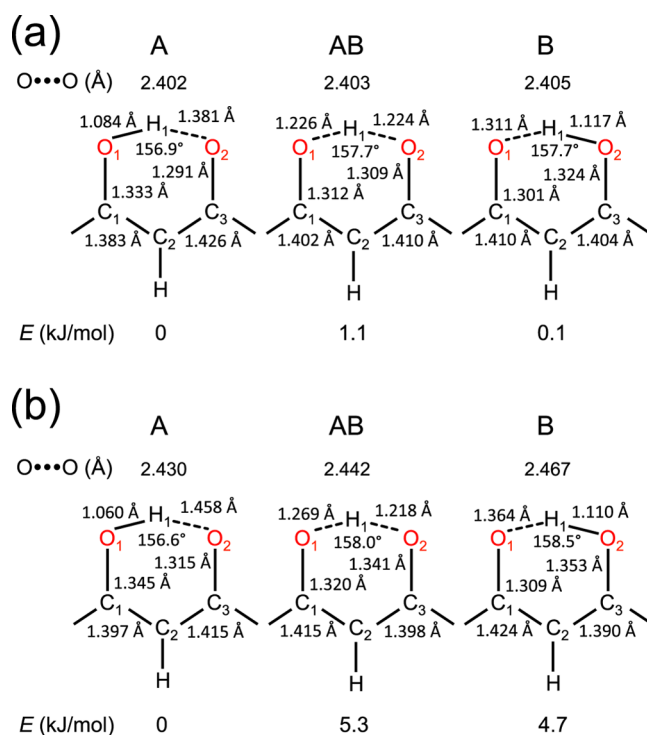 (a)
A AB B
O•••O (Å) 2.402 2.403 2.405
1.084 Å H1 1.381 Å 1.226 Å H1 1.224 Å 1.311 Å H1 1.117 Å
O1 156.9° O2 O1 157.7° O2 O1 157.7° O2
1.291 Å 1.309 Å 1.324 Å
1.333 Å 1.312 Å 1.301 Å
C1 C3 C1 C3 C1 C3
1.383 Å C2 1.426 Å 1.402 Å C2 1.410 Å 1.410 Å C2 1.404 Å
H H H
E (kJ/mol) 0 1.1 0.1
(b)
A AB B
O•••O (Å) 2.430 2.442 2.467
1.060 Å H1 1.458 Å 1.269 Å H1 1.218 Å 1.364 Å H1 1.110 Å
O1 156.6° O2 O1 158.0° O2 O1 158.5° O2
1.315 Å 1.341 Å 1.353 Å
1.345 Å 1.320 Å 1.309 Å
C1 C3 C1 C3 C1 C3
1.397 Å C2 1.415 Å 1.415 Å C2 1.398 Å 1.424 Å C2 1.390 Å
H H H
E (kJ/mol) 0 5.3 4.7